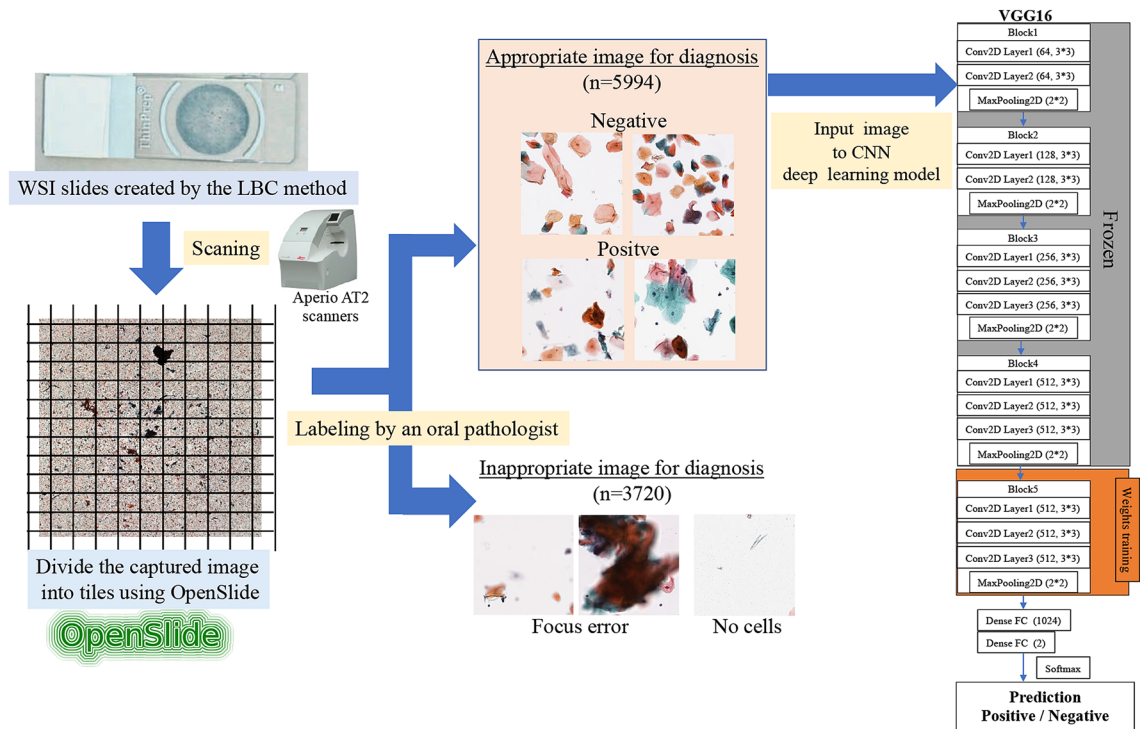 ThinPrep
WSI slides created by the LBC method
Scaning
Aperio AT2
scanners
Divide the captured image
into tiles using OpenSlide
OpenSlide
Labeling by an oral pathologist
Appropriate image for diagnosis
(n=5994)
Negative
Positve
Inappropriate image for diagnosis
(n=3720)
Focus error
No cells
Input image
to CNN
deep learning model
VGG16
Block1
Conv2D Layer1 (64, 3*3)
Conv2D Layer2 (64, 3*3)
MaxPooling2D (2*2)
Block2
Conv2D Layer1 (128, 3*3)
Conv2D Layer2 (128, 3*3)
MaxPooling2D (2*2)
Block3
Conv2D Layer1 (256, 3*3)
Conv2D Layer2 (256, 3*3)
Conv2D Layer3 (256, 3*3)
MaxPooling2D (2*2)
Block4
Conv2D Layer1 (512, 3*3)
Conv2D Layer2 (512, 3*3)
Conv2D Layer3 (512, 3*3)
MaxPooling2D (2*2)
Frozen
Block5
Conv2D Layer1 (512, 3*3)
Conv2D Layer2 (512, 3*3)
Conv2D Layer3 (512, 3*3)
MaxPooling2D (2*2)
Weights training
Dense FC (1024)
Dense FC (2)
Softmax
Prediction
Positive / Negative